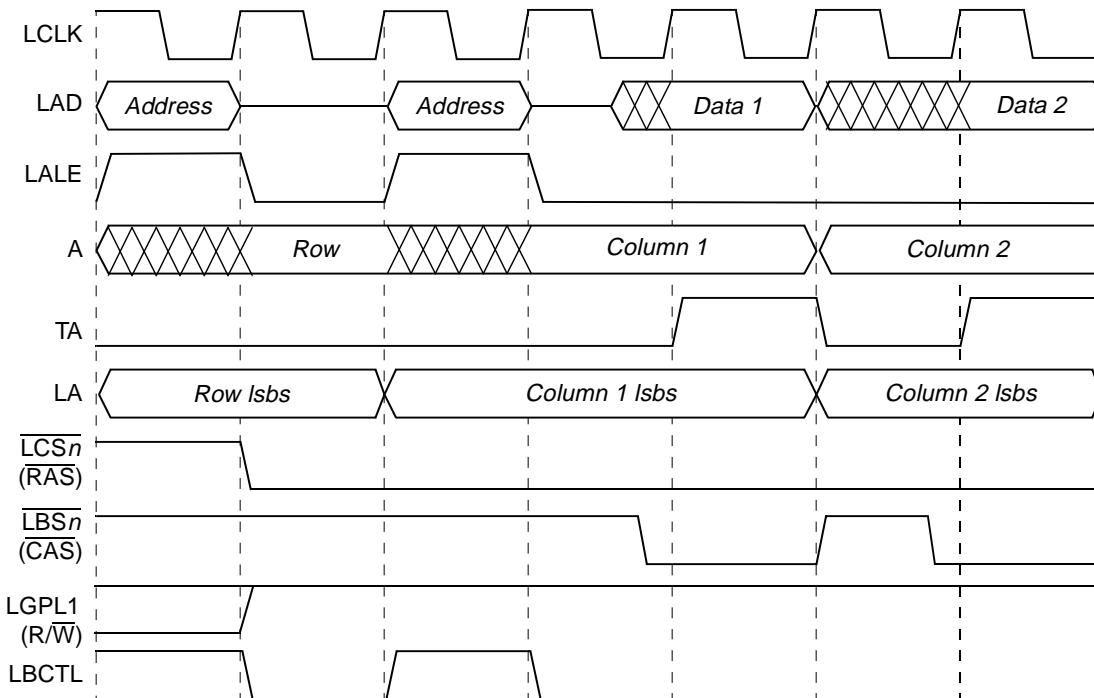 LCLK
LAD Address Address Data 1 Data 2
LALE
A Row Column 1 Column 2
TA
LA Row lsbs Column 1 lsbs Column 2 lsbs
LCSn
(RAS)
LBSn
(CAS)
LGPL1
(R/W)
LBCTL